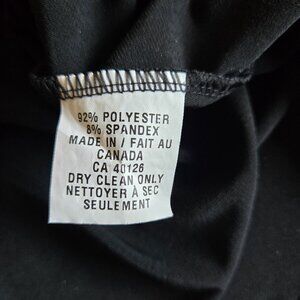 92% POLYESTER
8% SPANDEX
MADE IN / FAIT AU
CANADA
CA 40126
DRY CLEAN ONLY
NETTOYER À SEC
SEULEMENT